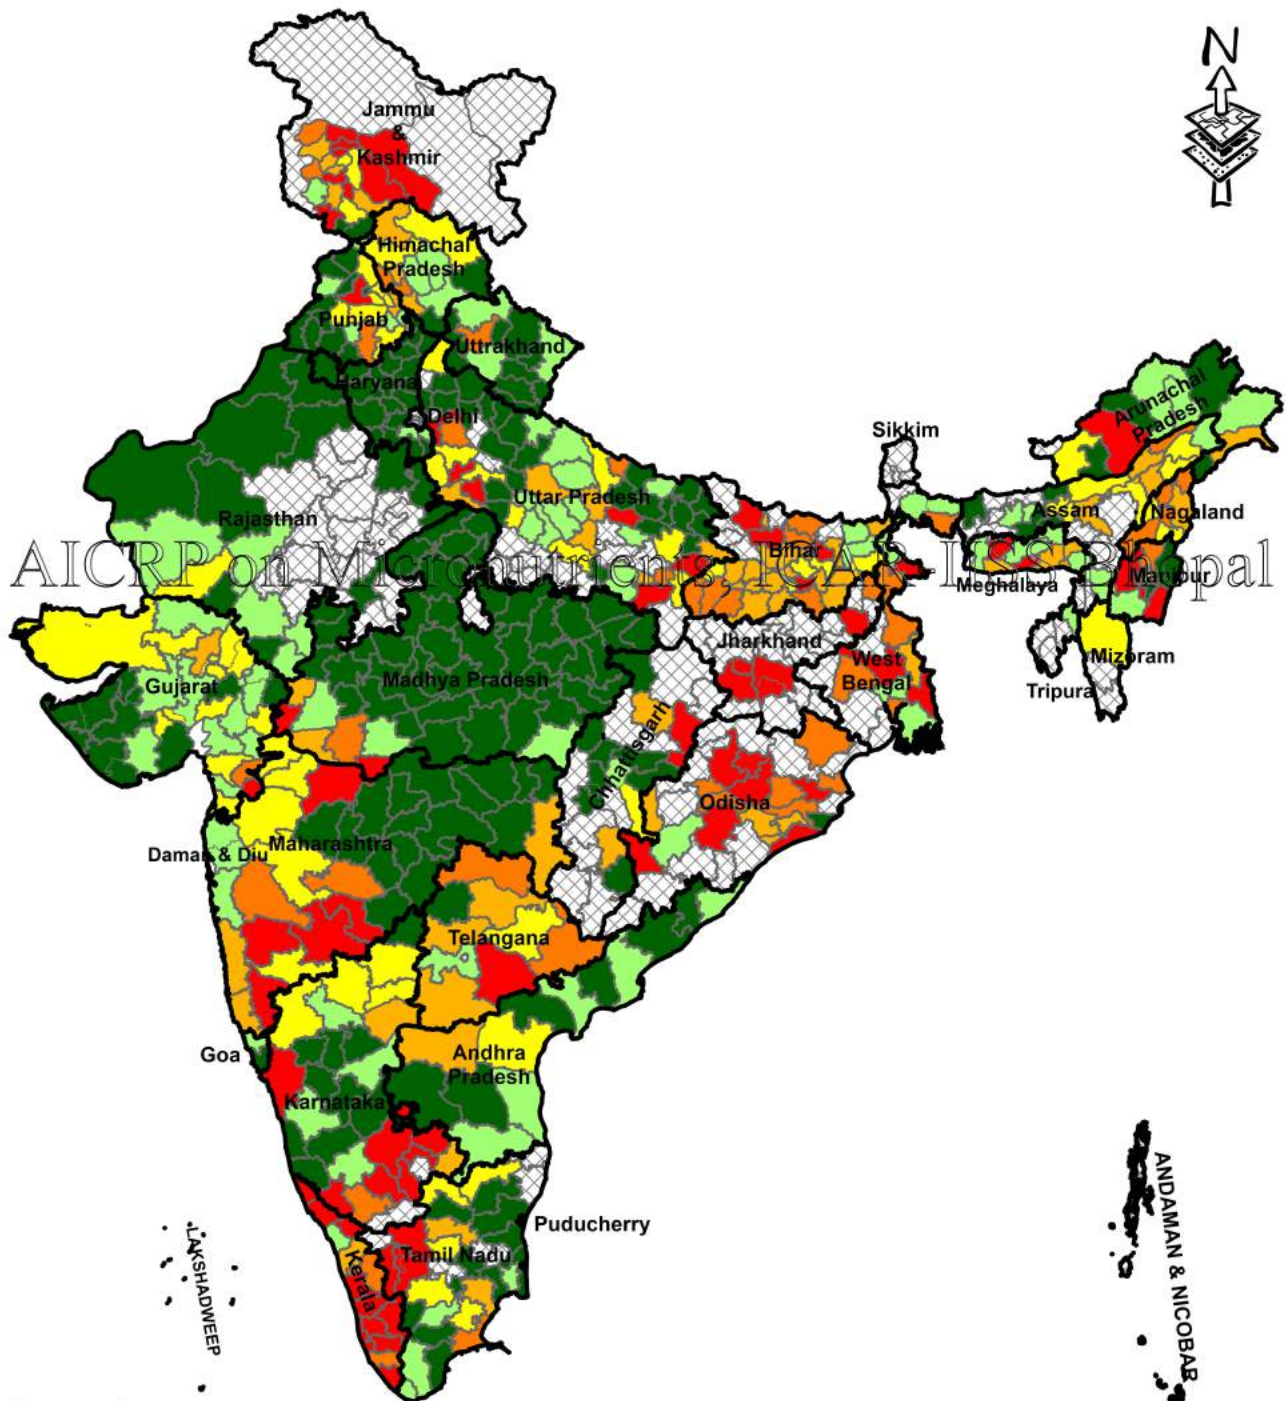 N
Jammu
&
Kashmir
Himachal
Pradesh
Punjab
Uttrakhand
Haryana
Delhi
Arunachal
Pradesh
Sikkim
Uttar Pradesh
Rajasthan
Assam
Nagaland
Bihar
AICRP on Micronutrients, ICAR-IISS Bhopal
Meghalaya
Manipur
Jharkhand
Mizoram
West
Bengal
Tripura
Gujarat
Madhya Pradesh
Chhattisgarh
Odisha
Maharashtra
Daman & Diu
Telangana
Goa
Andhra
Pradesh
Karnataka
Puducherry
Tamil Nadu
Kerala
LAKSHADWEEP
ANDAMAN & NICOBAR